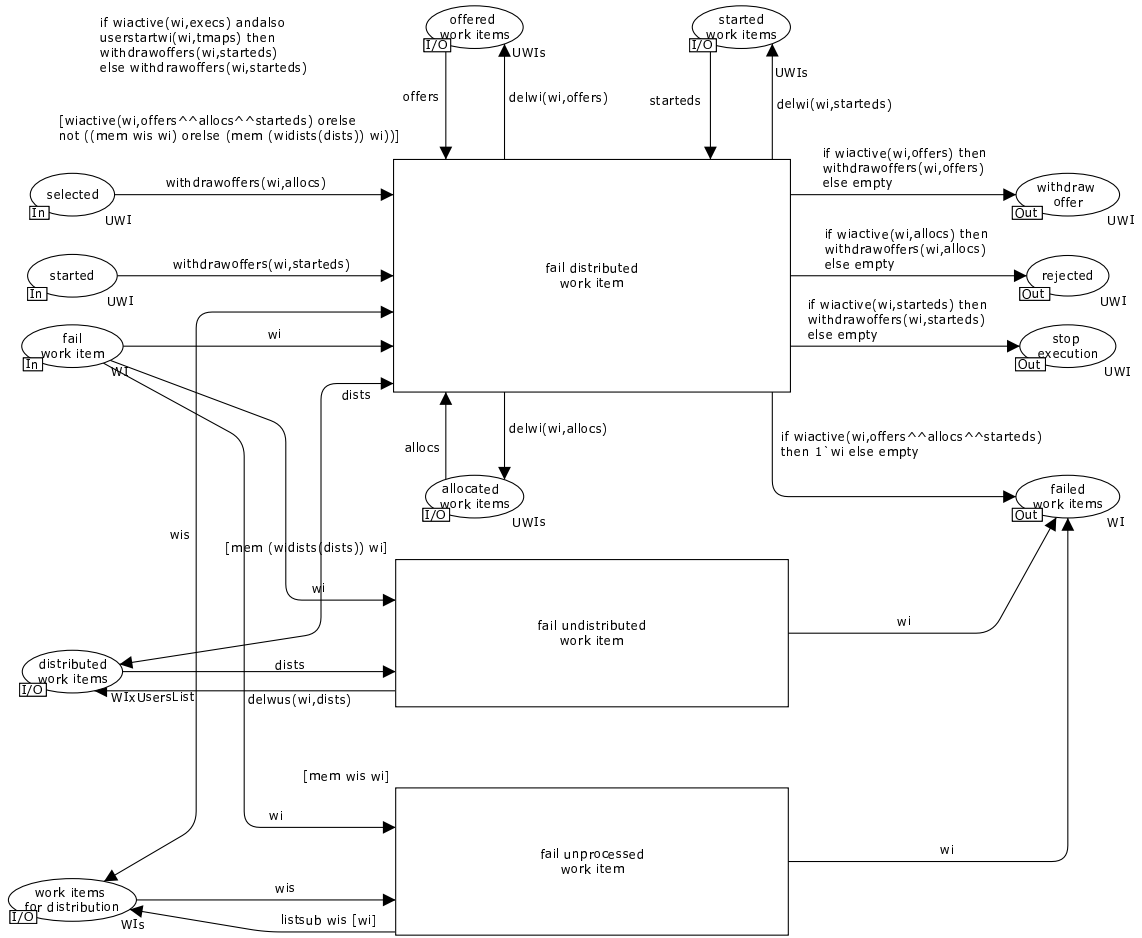 if wiactive(wi,execs) andalso
userstartwi(wi,tmaps) then
withdrawoffers(wi,starteds)
else withdrawoffers(wi,starteds)
offered
work items
I/O
UWIs
started
work items
I/O
UWIs
offers
delwi(wi,offers)
starteds
delwi(wi,starteds)
[wiactive(wi,offers^^allocs^^starteds) orelse
not ((mem wis wi) orelse (mem (widists(dists)) wi))]
selected
In
UWI
withdrawoffers(wi,allocs)
if wiactive(wi,offers) then
withdrawoffers(wi,offers)
else empty
withdraw
offer
Out
UWI
started
In
UWI
withdrawoffers(wi,starteds)
fail distributed
work item
if wiactive(wi,allocs) then
withdrawoffers(wi,allocs)
else empty
rejected
Out
UWI
fail
work item
In
WI
wi
if wiactive(wi,starteds) then
withdrawoffers(wi,starteds)
else empty
stop
execution
Out
UWI
dists
allocs
delwi(wi,allocs)
if wiactive(wi,offers^^allocs^^starteds)
then 1`wi else empty
allocated
work items
I/O
UWIs
failed
work items
Out
WI
wis
[mem (widists(dists)) wi]
wi
fail undistributed
work item
wi
distributed
work items
I/O
WIxUsersList
dists
delwus(wi,dists)
[mem wis wi]
wi
fail unprocessed
work item
wi
work items
for distribution
I/O
WIs
wis
listsub wis [wi]